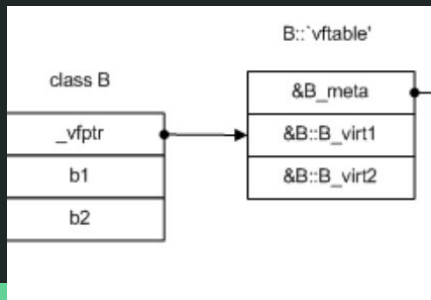 B::`vftable'
class B
&B_meta
_vfptr
&B::B_virt1
b1
&B::B_virt2
b2